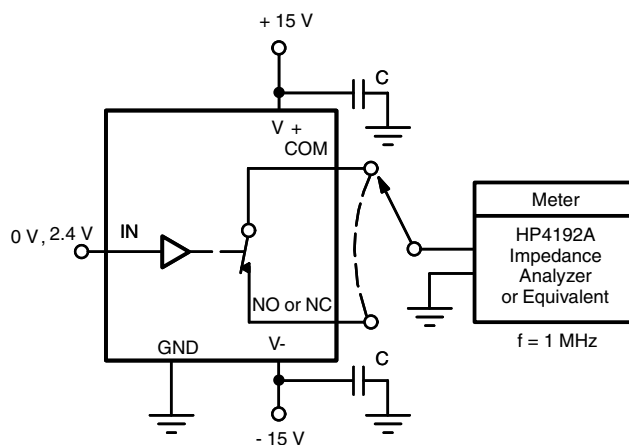 + 15 V
C
V +
COM
0 V, 2.4 V
IN
NO or NC
GND
V-
C
- 15 V
Meter
HP4192A
Impedance
Analyzer
or Equivalent
f = 1 MHz